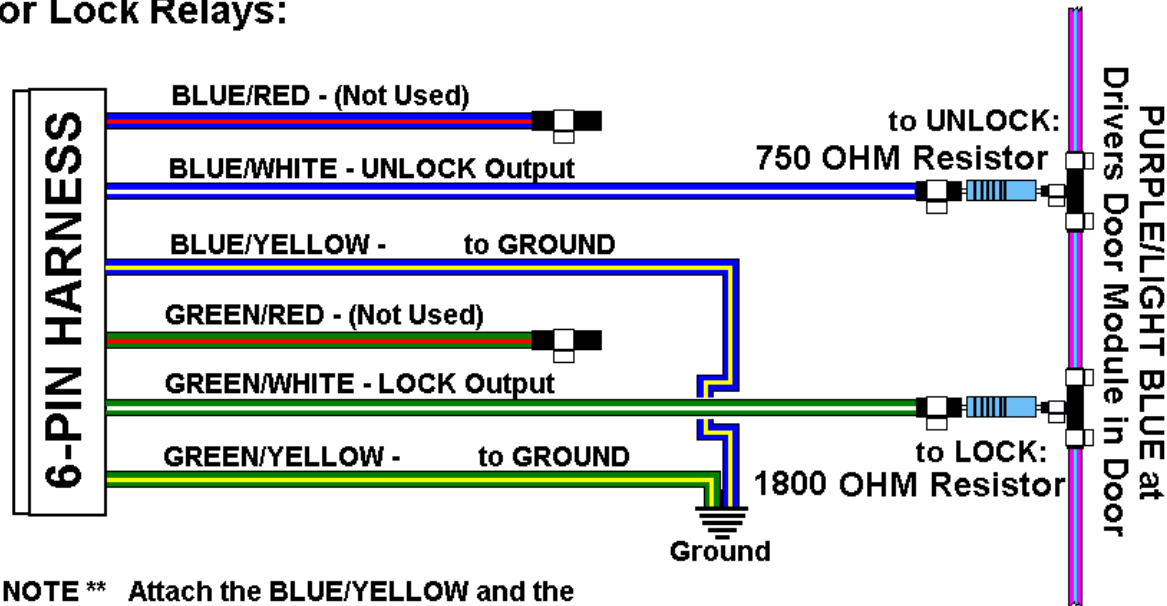 or Lock Relays:
6-PIN HARNESS
BLUE/RED - (Not Used)
BLUE/WHITE - UNLOCK Output
BLUE/YELLOW - to GROUND
GREEN/RED - (Not Used)
GREEN/WHITE - LOCK Output
GREEN/YELLOW - to GROUND
Ground
to UNLOCK:
750 OHM Resistor
to LOCK:
1800 OHM Resistor
PURPLE/LIGHT BLUE at
Drivers Door Module in Door
NOTE ** Attach the BLUE/YELLOW and the